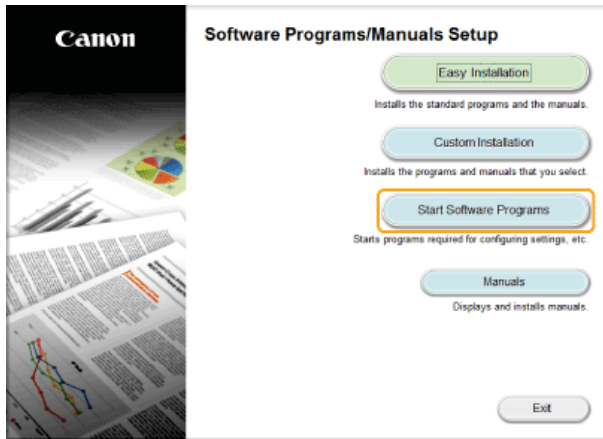 Canon
Software Programs/Manuals Setup
Easy Installation
Installs the standard programs and the manuals.
Custom Installation
Installs the programs and manuals that you select.
Start Software Programs
Starts programs required for configuring settings, etc.
Manuals
Displays and installs manuals.
Exit